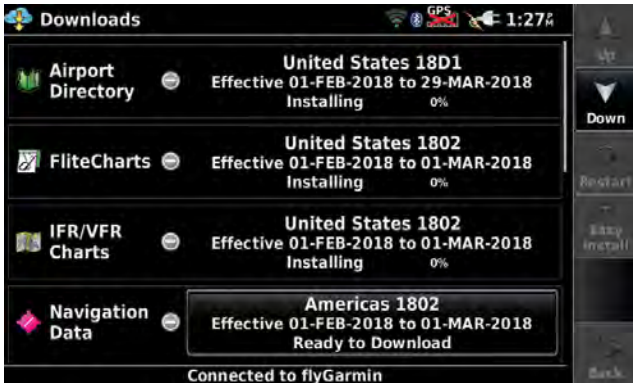 Downloads
GPS
1:27
Up
Airport
Directory
United States 18D1
Effective 01-FEB-2018 to 29-MAR-2018
Installing 0%
Down
FliteCharts
United States 1802
Effective 01-FEB-2018 to 01-MAR-2018
Installing 0%
Restart
IFR/VFR
Charts
United States 1802
Effective 01-FEB-2018 to 01-MAR-2018
Installing 0%
Easy
Install
Navigation
Data
Americas 1802
Effective 01-FEB-2018 to 01-MAR-2018
Ready to Download
Back
Connected to flyGarmin